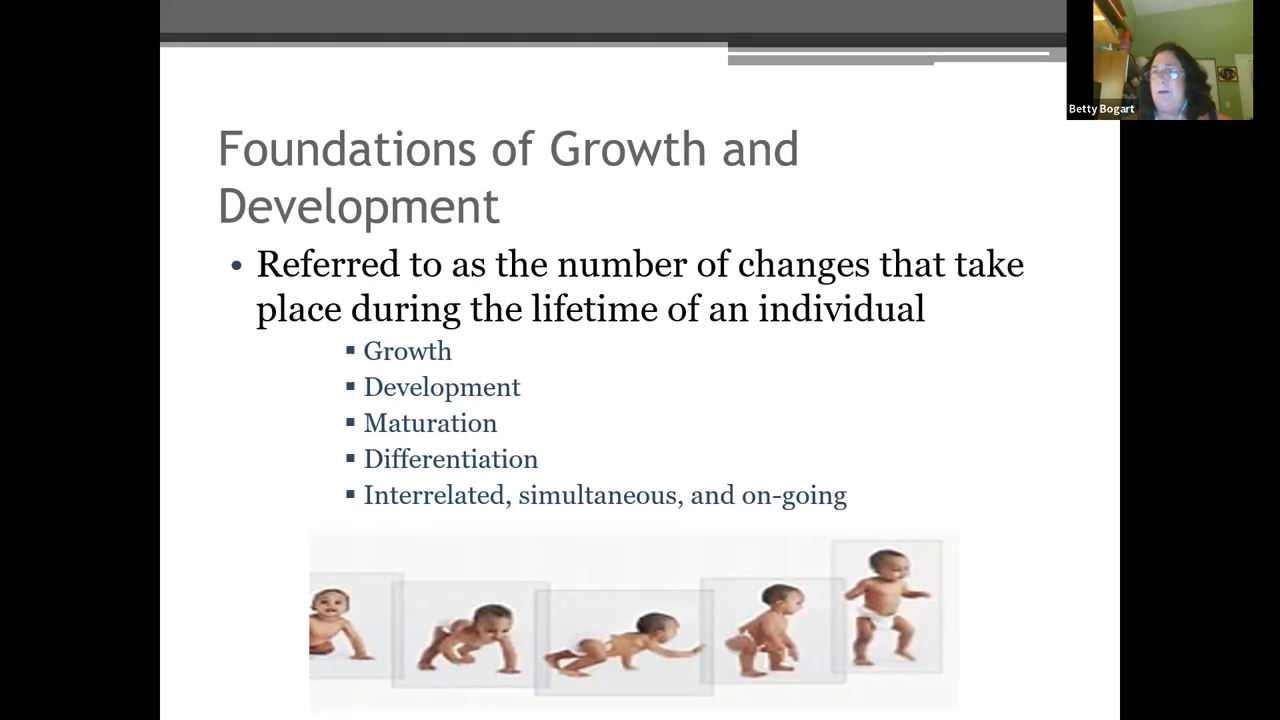 Betty Bogart
Foundations of Growth and
Development
• Referred to as the number of changes that take
place during the lifetime of an individual
▪ Growth
▪ Development
▪ Maturation
▪ Differentiation
▪ Interrelated, simultaneous, and on-going